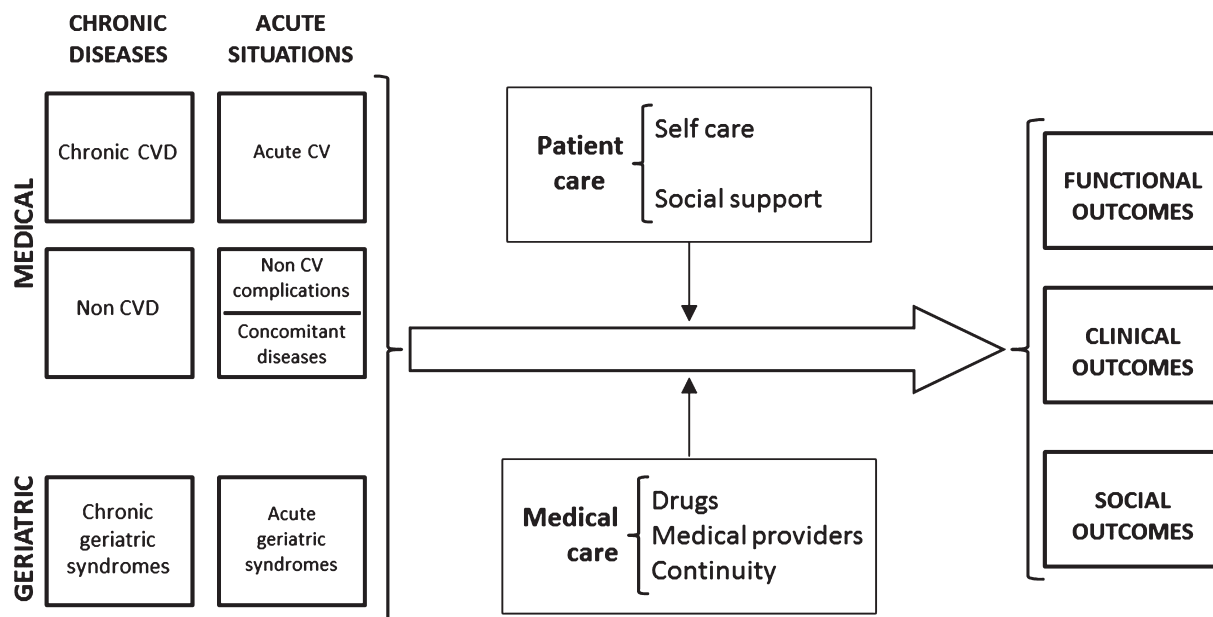 CHRONIC
DISEASES
ACUTE
SITUATIONS
MEDICAL
Chronic CVD
Acute CV
Non CVD
Non CV
complications
Concomitant
diseases
GERIATRIC
Chronic
geriatric
syndromes
Acute
geriatric
syndromes
Patient
care
Self care
Social support
Medical
care
Drugs
Medical providers
Continuity
FUNCTIONAL
OUTCOMES
CLINICAL
OUTCOMES
SOCIAL
OUTCOMES